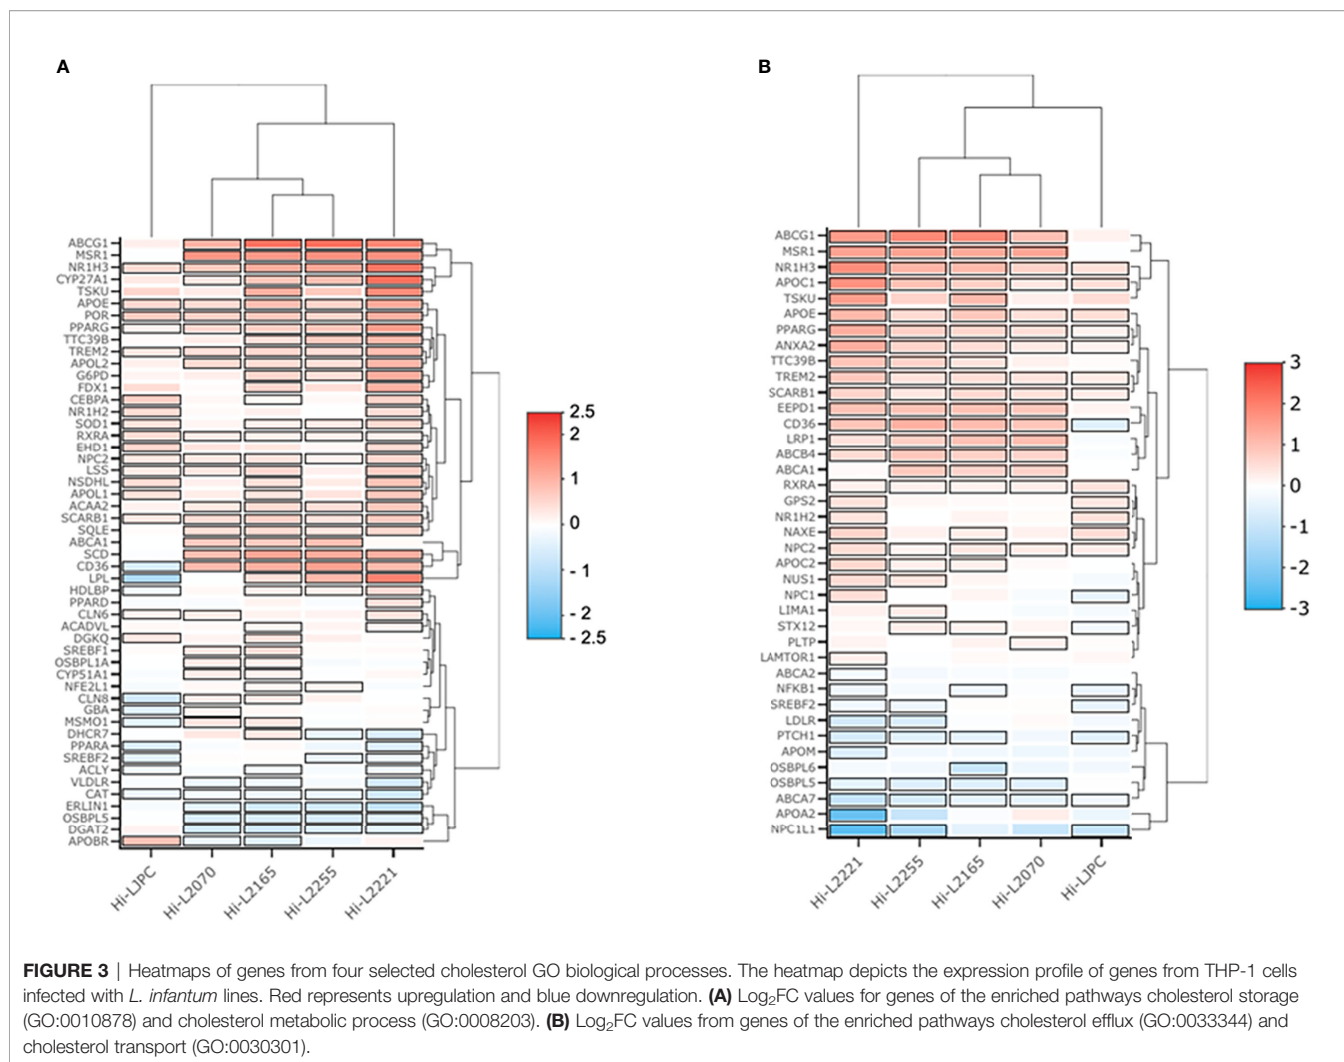 A
B
ABCG1
MSR1
NR1H3
CYP27A1
TSKU
APOE
POR
PPARG
TTC39B
TREM2
APOL2
G6PD
FDX1
CEBPA
NR1H2
SOD1
RXRA
EHD1
NPC2
LSS
NSDHL
APOL1
ACAA2
SCARB1
SQLE
ABCA1
SCD
CD36
LPL
HDLBP
PPARD
CLN6
ACADVL
DGKQ
SREBF1
OSBPL1A
CYP51A1
NFE2L1
CLN8
GBA
MSMO1
DHCR7
PPARA
SREBF2
ACLY
VLDLR
CAT
ERLIN1
OSBPL5
DGAT2
APOBR
Hi-LJPC
Hi-L2070
Hi-L2165
Hi-L2255
Hi-L2221
2.5
2
1
0
- 1
- 2
- 2.5
ABCG1
MSR1
NR1H3
APOC1
TSKU
APOE
PPARG
ANXA2
TTC39B
TREM2
SCARB1
EEPD1
CD36
LRP1
ABCB4
ABCA1
RXRA
GPS2
NR1H2
NAXE
NPC2
APOC2
NUS1
NPC1
LIMA1
STX12
PLTP
LAMTOR1
ABCA2
NFKB1
SREBF2
LDLR
PTCH1
APOM
OSBPL6
OSBPL5
ABCA7
APOA2
NPC1L1
Hi-L2221
Hi-L2255
Hi-L2165
Hi-L2070
Hi-LJPC
3
2
1
0
-1
-2
-3
FIGURE 3 | Heatmaps of genes from four selected cholesterol GO biological processes. The heatmap depicts the expression profile of genes from THP-1 cells
infected with L. infantum lines. Red represents upregulation and blue downregulation. (A) Log₂FC values for genes of the enriched pathways cholesterol storage
(GO:0010878) and cholesterol metabolic process (GO:0008203). (B) Log₂FC values from genes of the enriched pathways cholesterol efflux (GO:0033344) and
cholesterol transport (GO:0030301).